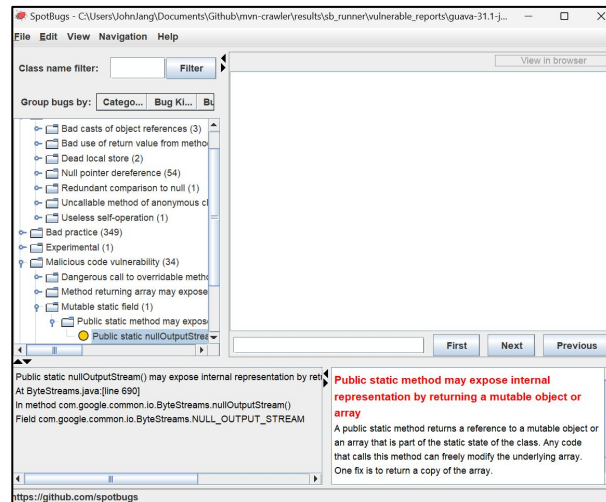 SpotBugs - C:\Users\JohnJang\Documents\Github\mvn-crawler\results\sb_runner\vulnerable_reports\guava-31.1-j...
File Edit View Navigation Help
Class name filter:
Filter
View in browser
Group bugs by: Catego... Bug Ki... Bu
Bad casts of object references (3)
Bad use of return value from metho
Dead local store (2)
Null pointer dereference (54)
Redundant comparison to null (1)
Uncallable method of anonymous cl
Useless self-operation (1)
Bad practice (349)
Experimental (1)
Malicious code vulnerability (34)
Dangerous call to overridable metho
Method returning array may expose
Mutable static field (1)
Public static method may expos
Public static nullOutputStrea
First Next Previous
Public static nullOutputStream() may expose internal representation by retu
At ByteStreams.java:[line 690]
In method com.google.common.io.ByteStreams.nullOutputStream()
Field com.google.common.io.ByteStreams.NULL_OUTPUT_STREAM
Public static method may expose internal
representation by returning a mutable object or
array
A public static method returns a reference to a mutable object or
an array that is part of the static state of the class. Any code
that calls this method can freely modify the underlying array.
One fix is to return a copy of the array.
https://github.com/spotbugs